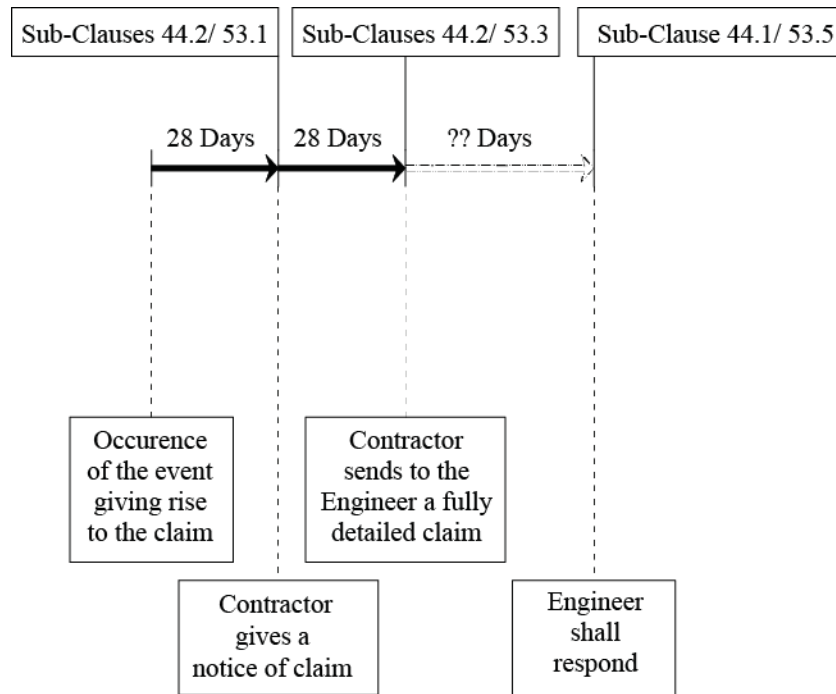 Sub-Clauses 44.2/ 53.1
Sub-Clauses 44.2/ 53.3
Sub-Clause 44.1/ 53.5
28 Days
28 Days
?? Days
Occurence
of the event
giving rise
to the claim
Contractor
sends to the
Engineer a fully
detailed claim
Contractor
gives a
notice of claim
Engineer
shall
respond